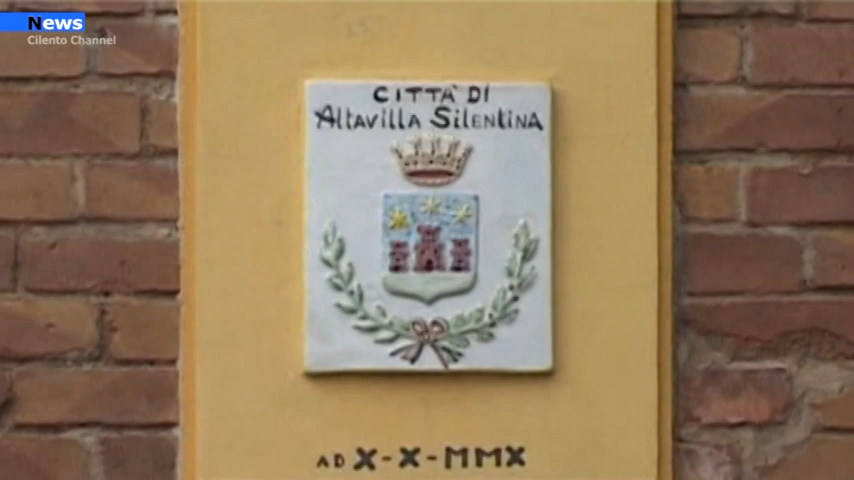 News
Cilento Channel
CITTÀ DI
Altavilla Silentina
AD X-X-MMX